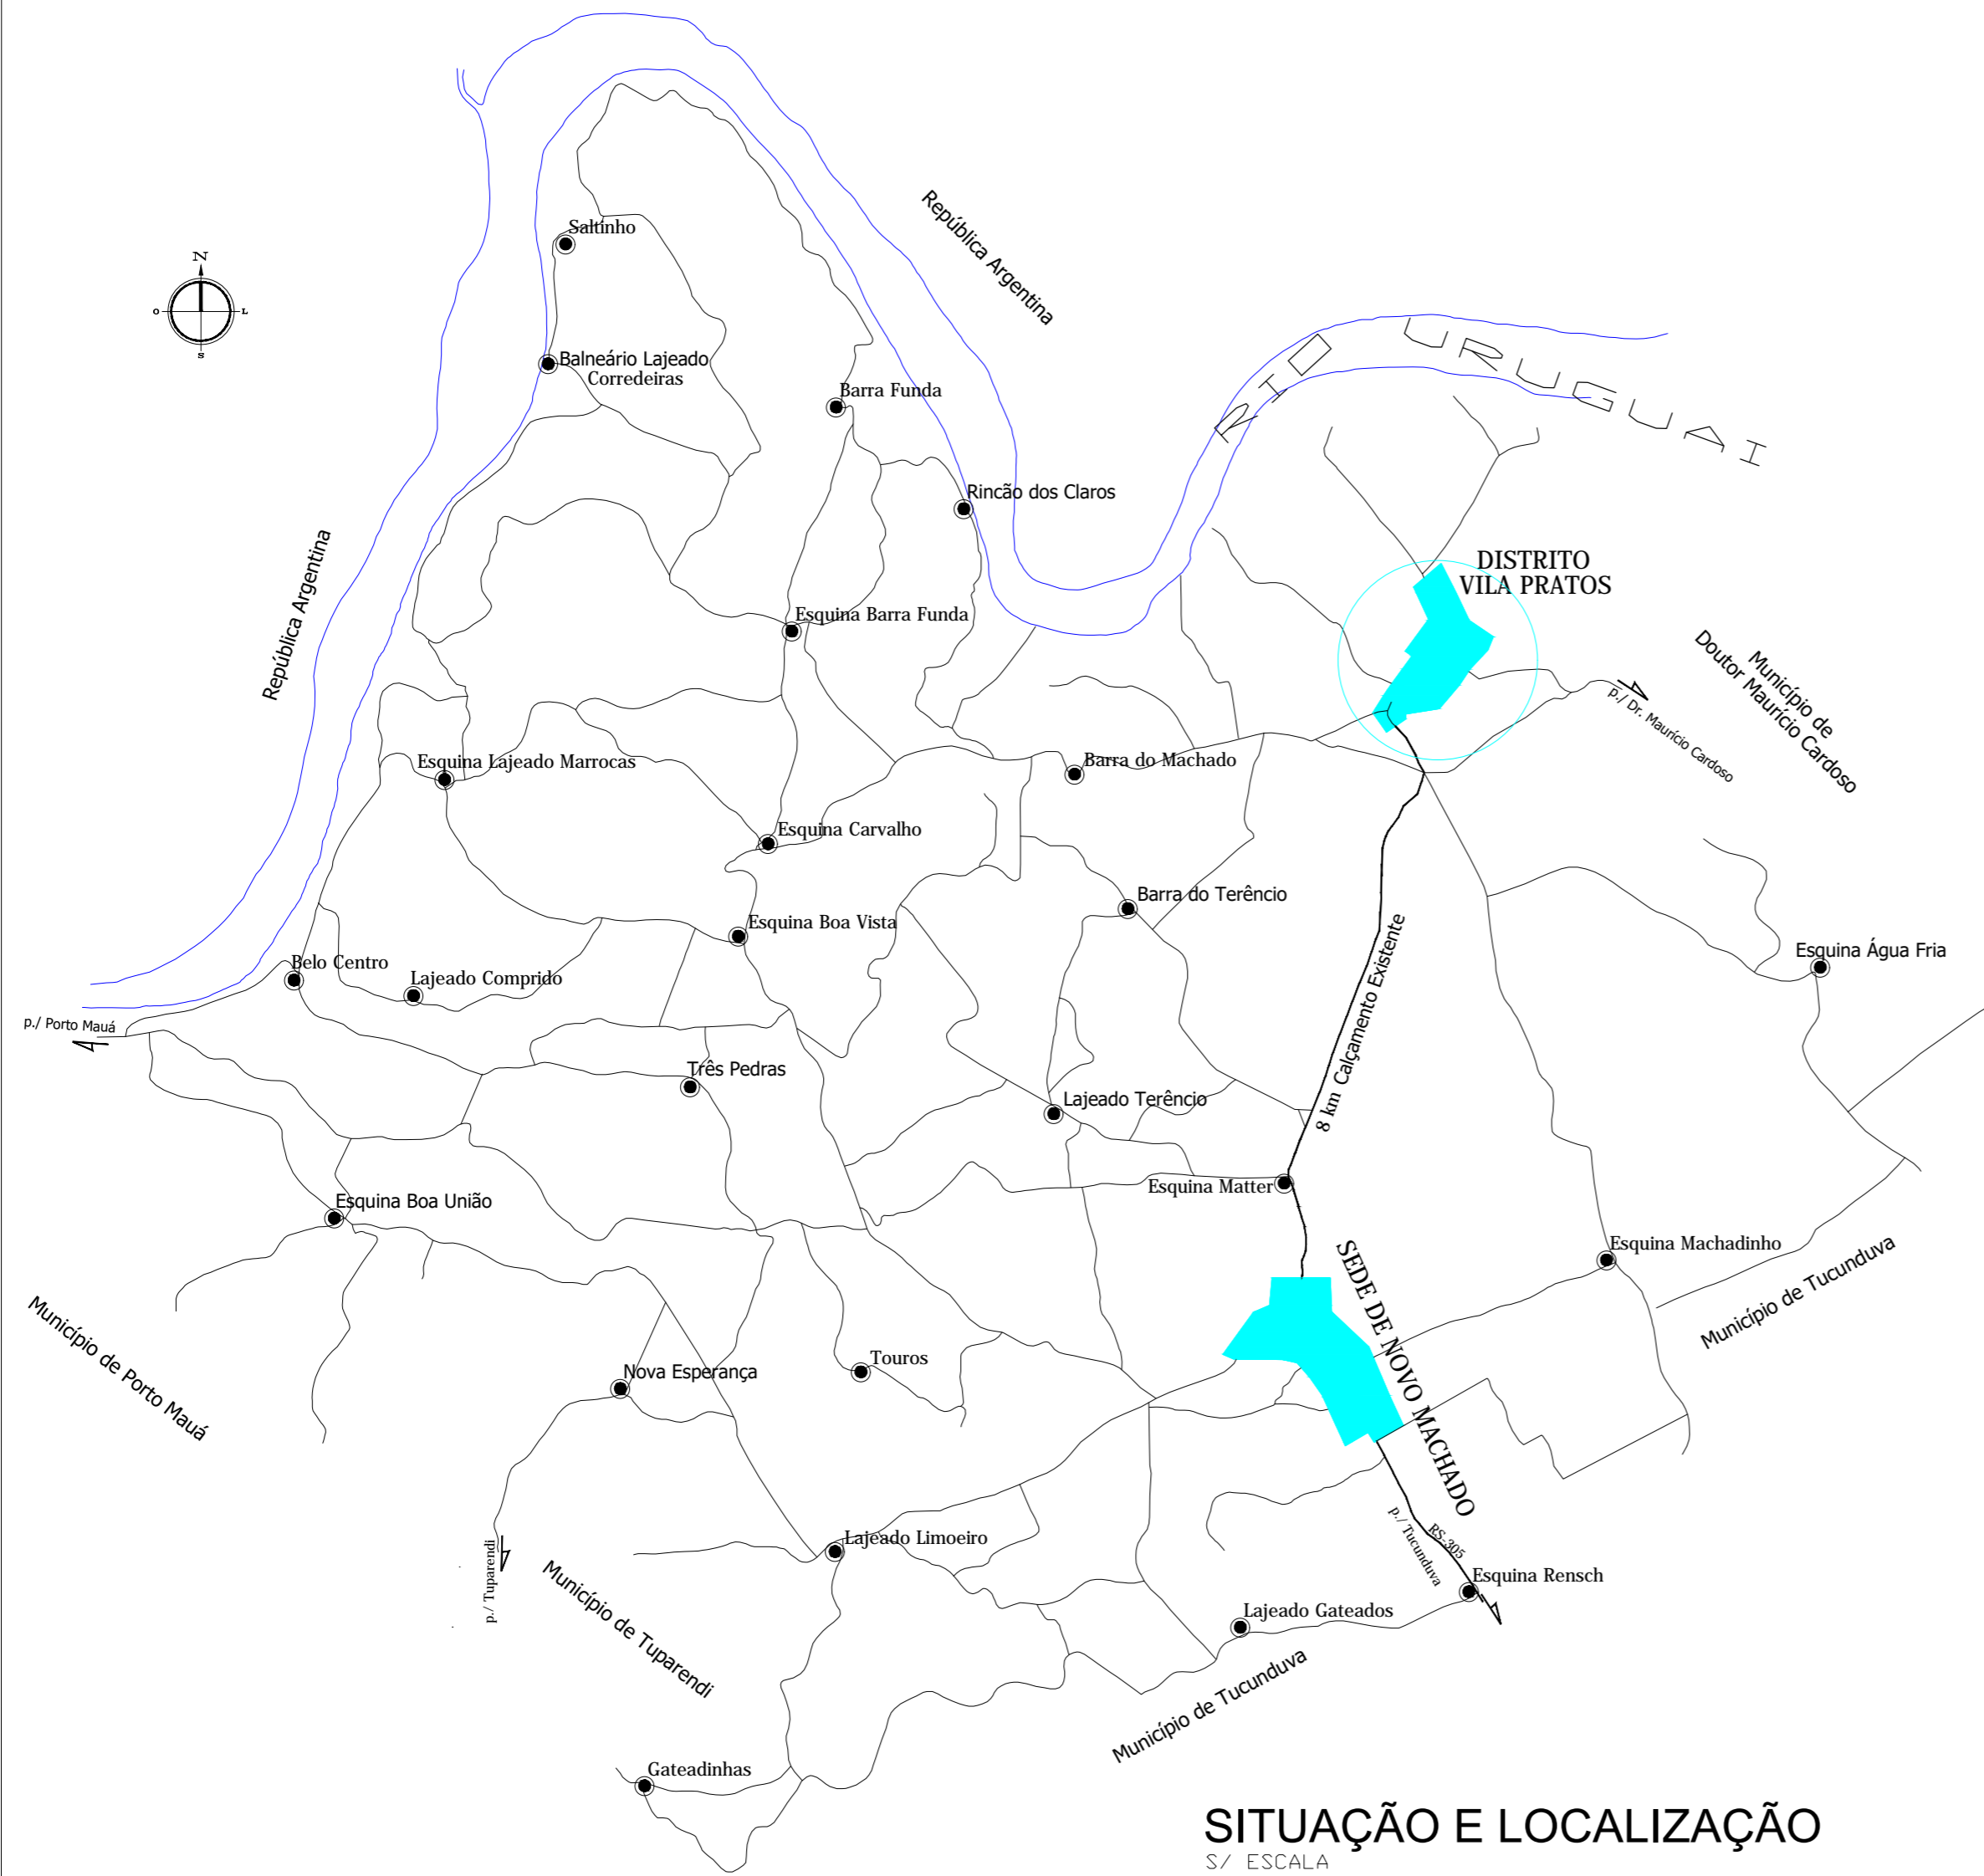 República Argentina
Saltinho
N
O
L
S
RIO URUGUAI
Balneário Lajeado
Corredeiras
Barra Funda
Rincão dos Claros
República Argentina
DISTRITO
VILA PRATOS
Esquina Barra Funda
Município de
Doutor Maurício Cardoso
p./ Dr. Maurício Cardoso
Esquina Lajeado Marrocas
Barra do Machado
Esquina Carvalho
Barra do Terêncio
Esquina Boa Vista
8 km Calçamento Existente
Esquina Água Fria
Belo Centro
Lajeado Comprido
p./ Porto Mauá
Três Pedras
Lajeado Terêncio
Esquina Matter
Esquina Boa União
Esquina Machadinho
SEDE DE NOVO MACHADO
Município de Tucunduva
Município de Porto Mauá
Touros
Nova Esperança
Lajeado Limoeiro
p./ Tuparendi
Município de Tuparendi
p./ Tucunduva
RS-305
Esquina Rensch
Lajeado Gateados
Município de Tucunduva
Gateadinhas
SITUAÇÃO E LOCALIZAÇÃO
S/ ESCALA